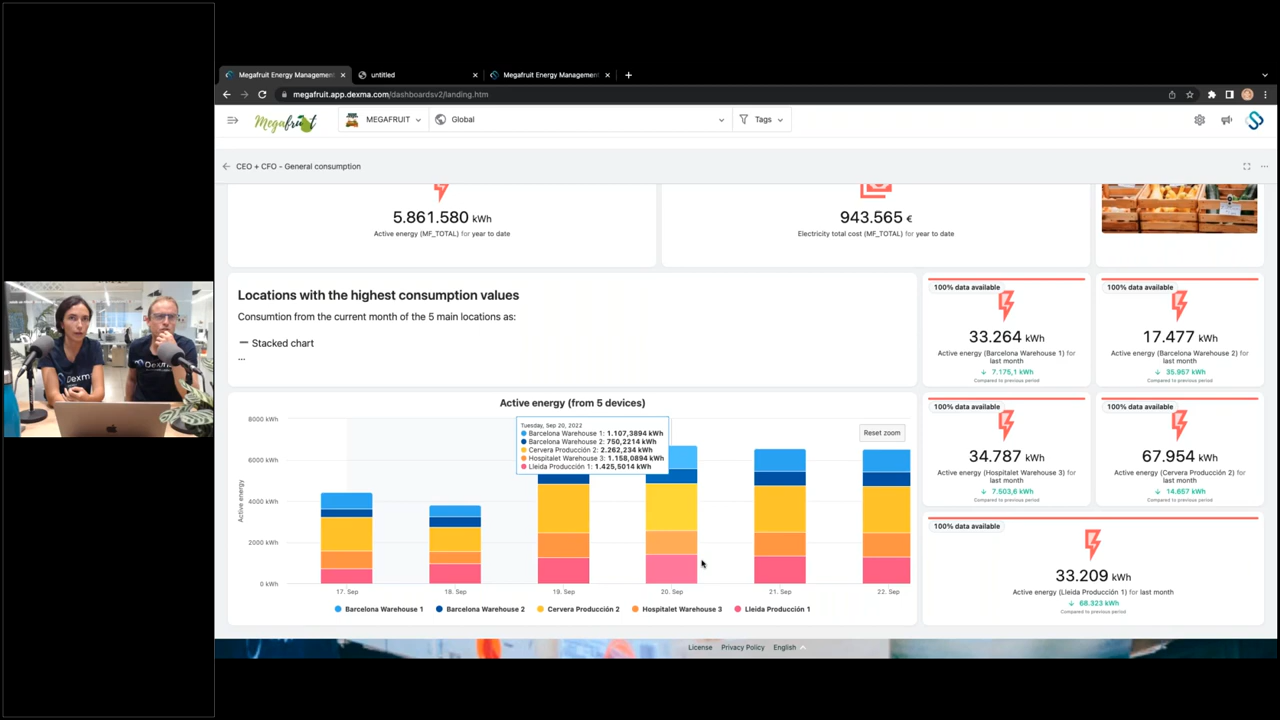 Megafruit Energy Management
untitled
Megafruit Energy Management
megafruit.app.dexma.com/dashboardsv2/landing.htm
Megafruit
MEGAFRUIT
Global
Tags
CEO + CFO - General consumption
5.861.580 kWh
Active energy (MF_TOTAL) for year to date
943.565 €
Electricity total cost (MF_TOTAL) for year to date
Locations with the highest consumption values
Consumtion from the current month of the 5 main locations as:
Stacked chart
...
100% data available
33.264 kWh
Active energy (Barcelona Warehouse 1) for
last month
↓ 7.175,1 kWh
Compared to previous period
100% data available
17.477 kWh
Active energy (Barcelona Warehouse 2) for
last month
↓ 35.957 kWh
Compared to previous period
Active energy (from 5 devices)
Reset zoom
Tuesday, Sep 20, 2022
Barcelona Warehouse 1: 1.107,3894 kWh
Barcelona Warehouse 2: 750,2214 kWh
Cervera Producción 2: 2.262,234 kWh
Hospitalet Warehouse 3: 1.158,0894 kWh
Lleida Producción 1: 1.425,5014 kWh
Active energy
8000 kWh
6000 kWh
4000 kWh
2000 kWh
0 kWh
17. Sep
18. Sep
19. Sep
20. Sep
21. Sep
22. Sep
Barcelona Warehouse 1
Barcelona Warehouse 2
Cervera Producción 2
Hospitalet Warehouse 3
Lleida Producción 1
100% data available
34.787 kWh
Active energy (Hospitalet Warehouse 3) for
last month
↓ 7.503,6 kWh
Compared to previous period
100% data available
67.954 kWh
Active energy (Cervera Producción 2) for
last month
↓ 14.657 kWh
Compared to previous period
100% data available
33.209 kWh
Active energy (Lleida Producción 1) for last month
↓ 68.323 kWh
Compared to previous period
License
Privacy Policy
English
Dexm
Dexma